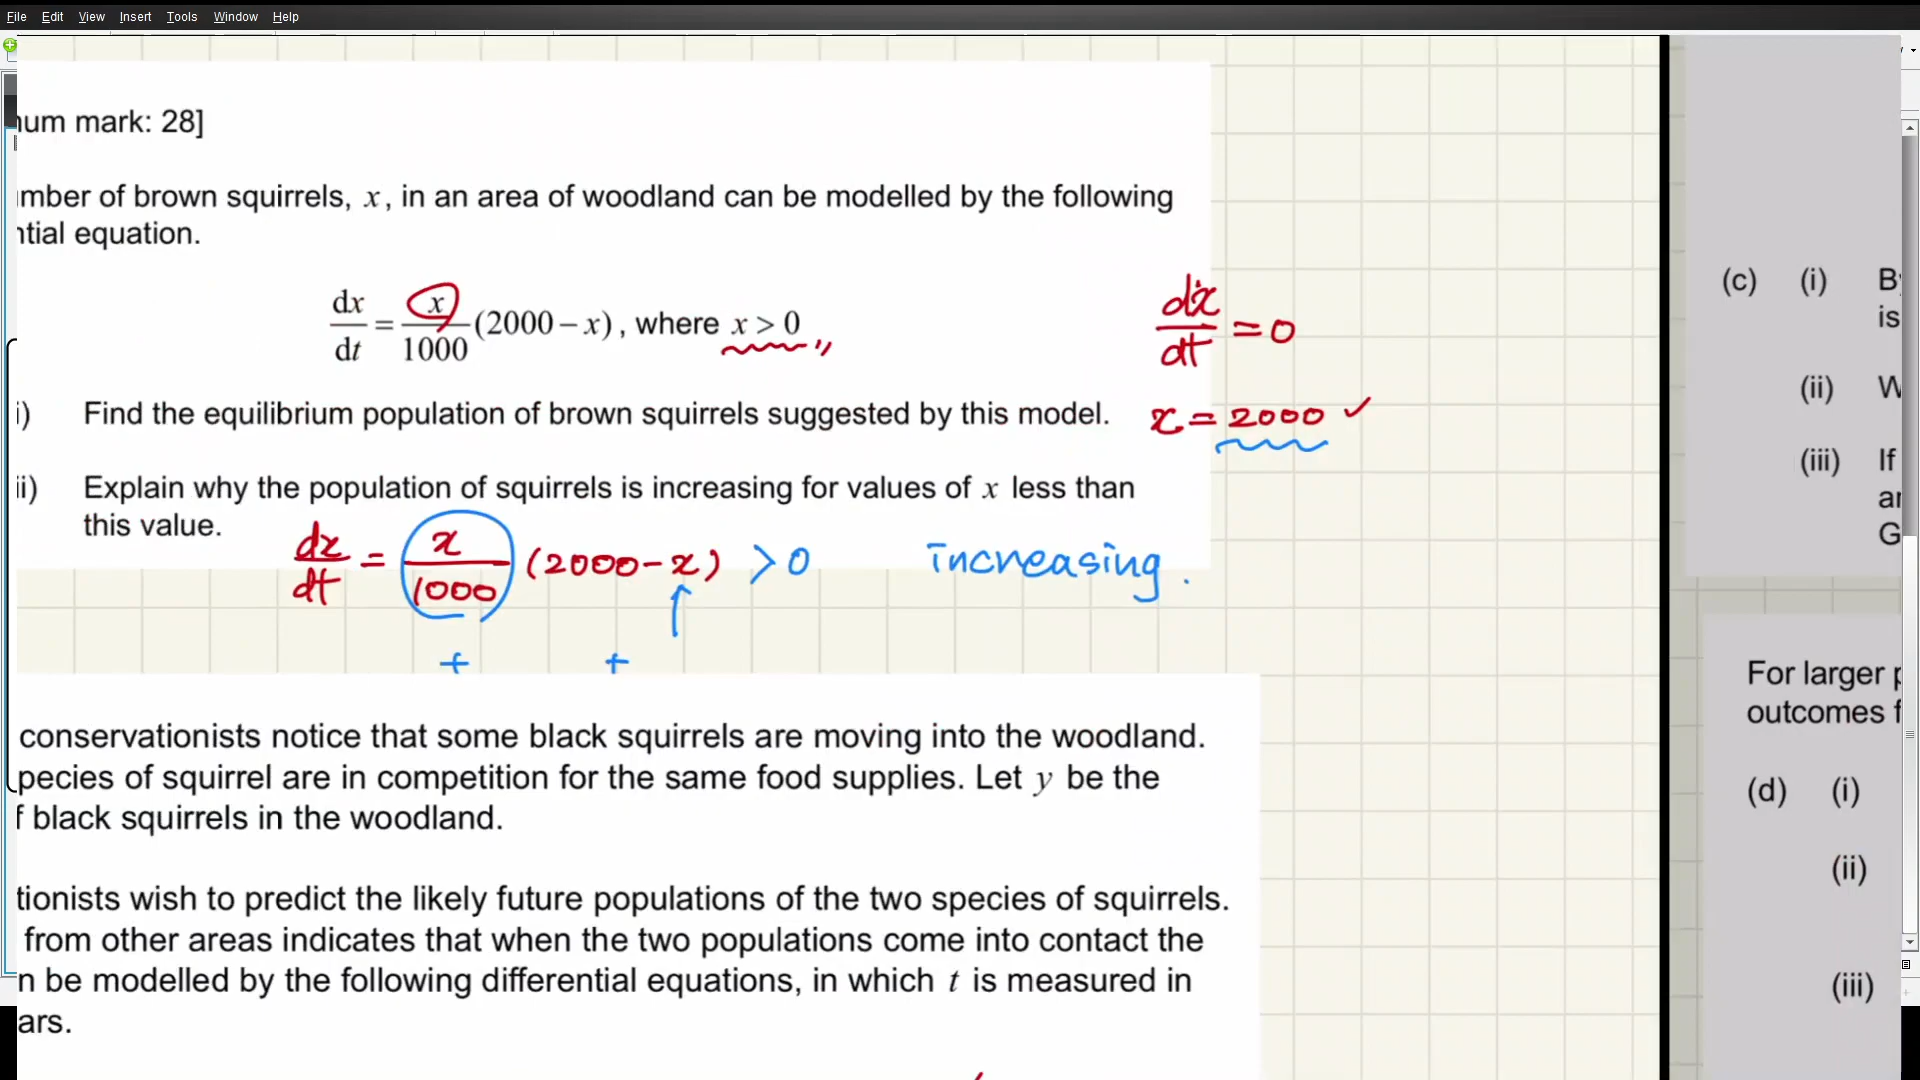 File Edit View Insert Tools Window Help
mark: 28]
of brown squirrels, x, in an area of woodland can be modelled by the following
equation.
dx/dt = x/1000 (2000 – x), where x > 0
dx/dt = 0
i) Find the equilibrium population of brown squirrels suggested by this model.
x = 2000 ✓
ii) Explain why the population of squirrels is increasing for values of x less than
this value.
dx/dt = x/1000 (2000 - x) > 0 increasing.
+ +
conservationists notice that some black squirrels are moving into the woodland.
pecies of squirrel are in competition for the same food supplies. Let y be the
f black squirrels in the woodland.
tionists wish to predict the likely future populations of the two species of squirrels.
from other areas indicates that when the two populations come into contact the
n be modelled by the following differential equations, in which t is measured in
ars.
(c) (i) By
is
(ii) W
(iii) If
G
For larger p
outcomes f
(d) (i)
(ii)
(iii)